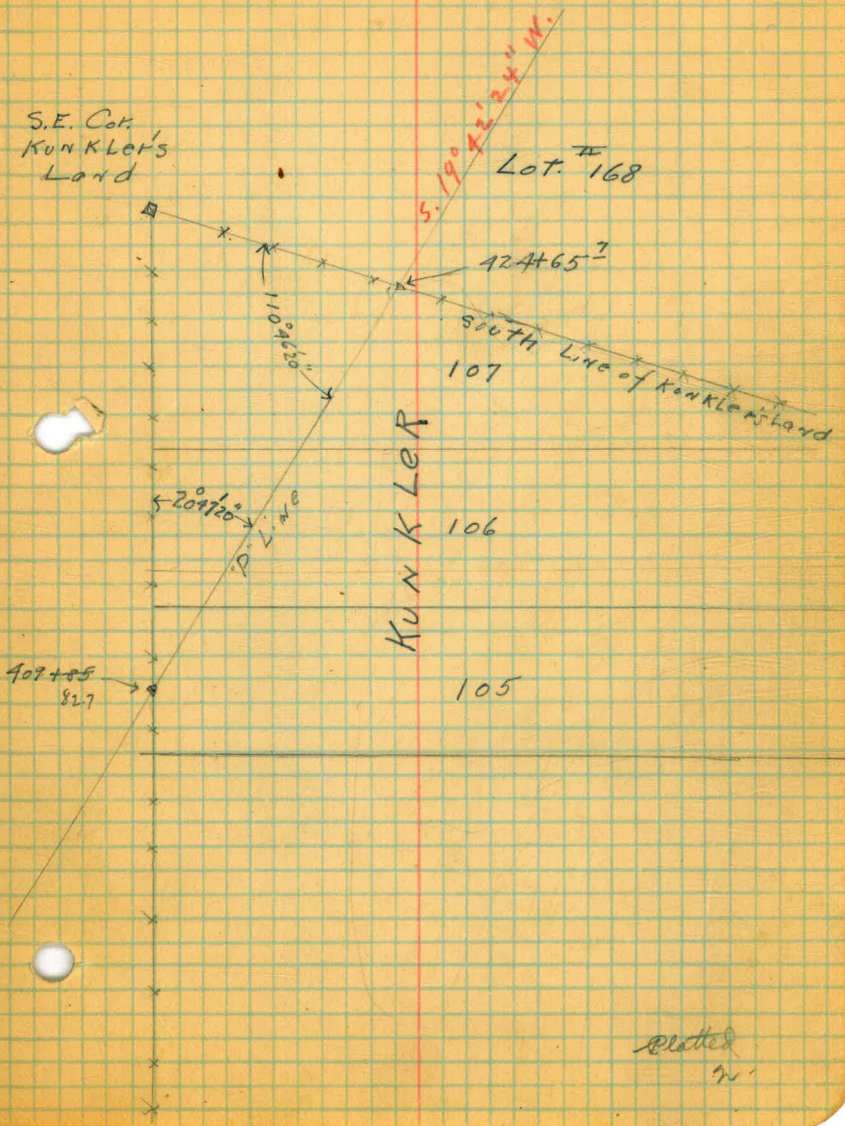 S. 19° 42' 24" W.
S.E. Cor.
Kunkler's
Land
Lot. # 168
424+65 7
110° 46' 20"
South Line of Kunkler's Land
107
20° 47' 20"
"P" Line
KUNKLER
106
409+85
82.7
105
Platted